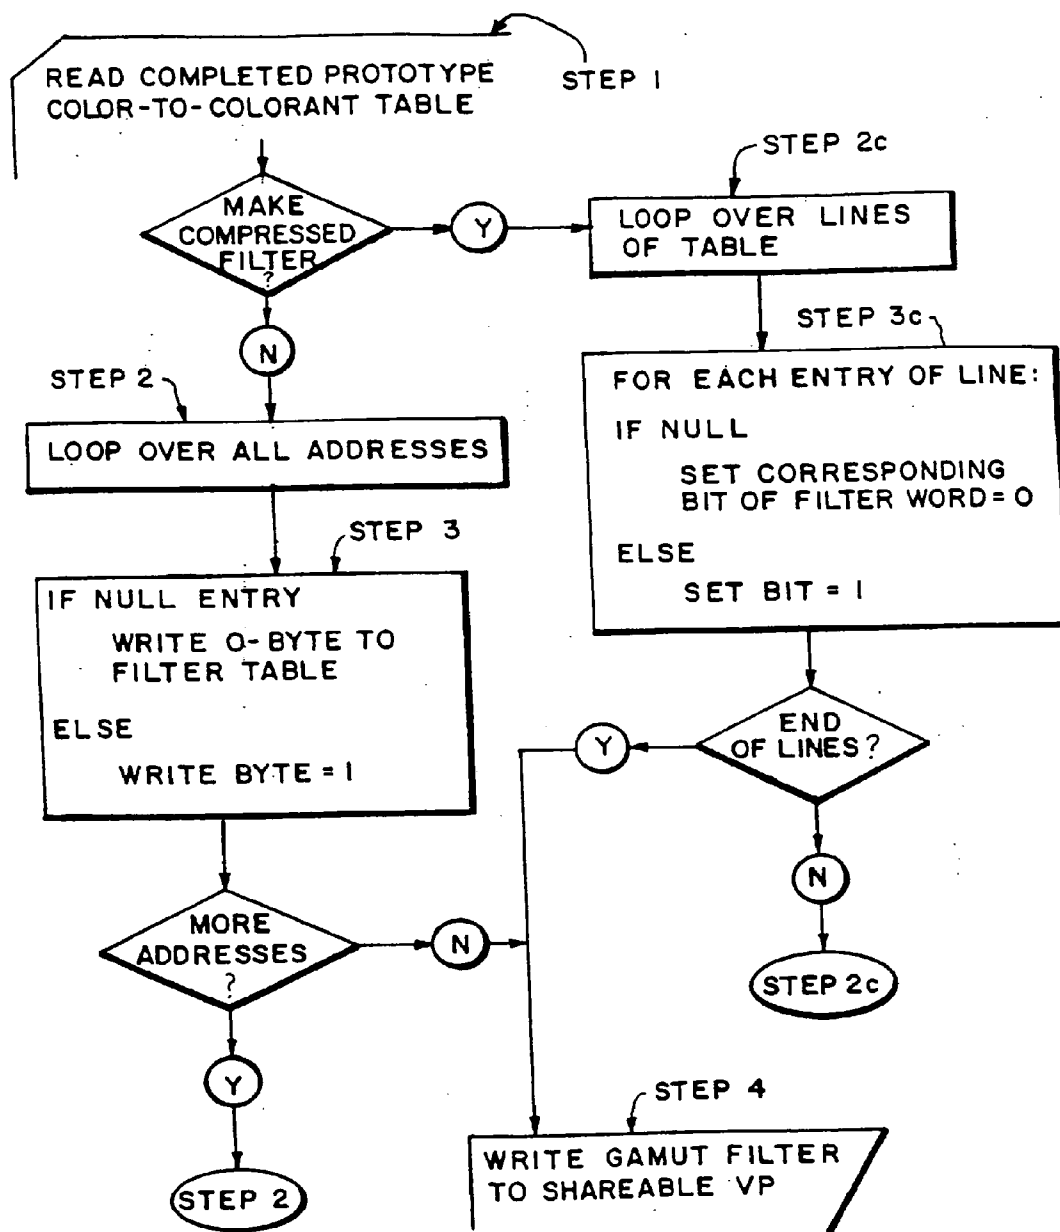 READ COMPLETED PROTOTYPE
COLOR-TO-COLORANT TABLE
STEP 1
MAKE
COMPRESSED
FILTER
?
Y
STEP 2c
LOOP OVER LINES
OF TABLE
N
STEP 2
LOOP OVER ALL ADDRESSES
STEP 3c
FOR EACH ENTRY OF LINE:
IF NULL
SET CORRESPONDING
BIT OF FILTER WORD = 0
ELSE
SET BIT = 1
STEP 3
IF NULL ENTRY
WRITE 0-BYTE TO
FILTER TABLE
ELSE
WRITE BYTE = 1
END
OF LINES?
Y
N
STEP 2c
MORE
ADDRESSES
?
N
Y
STEP 2
STEP 4
WRITE GAMUT FILTER
TO SHAREABLE VP